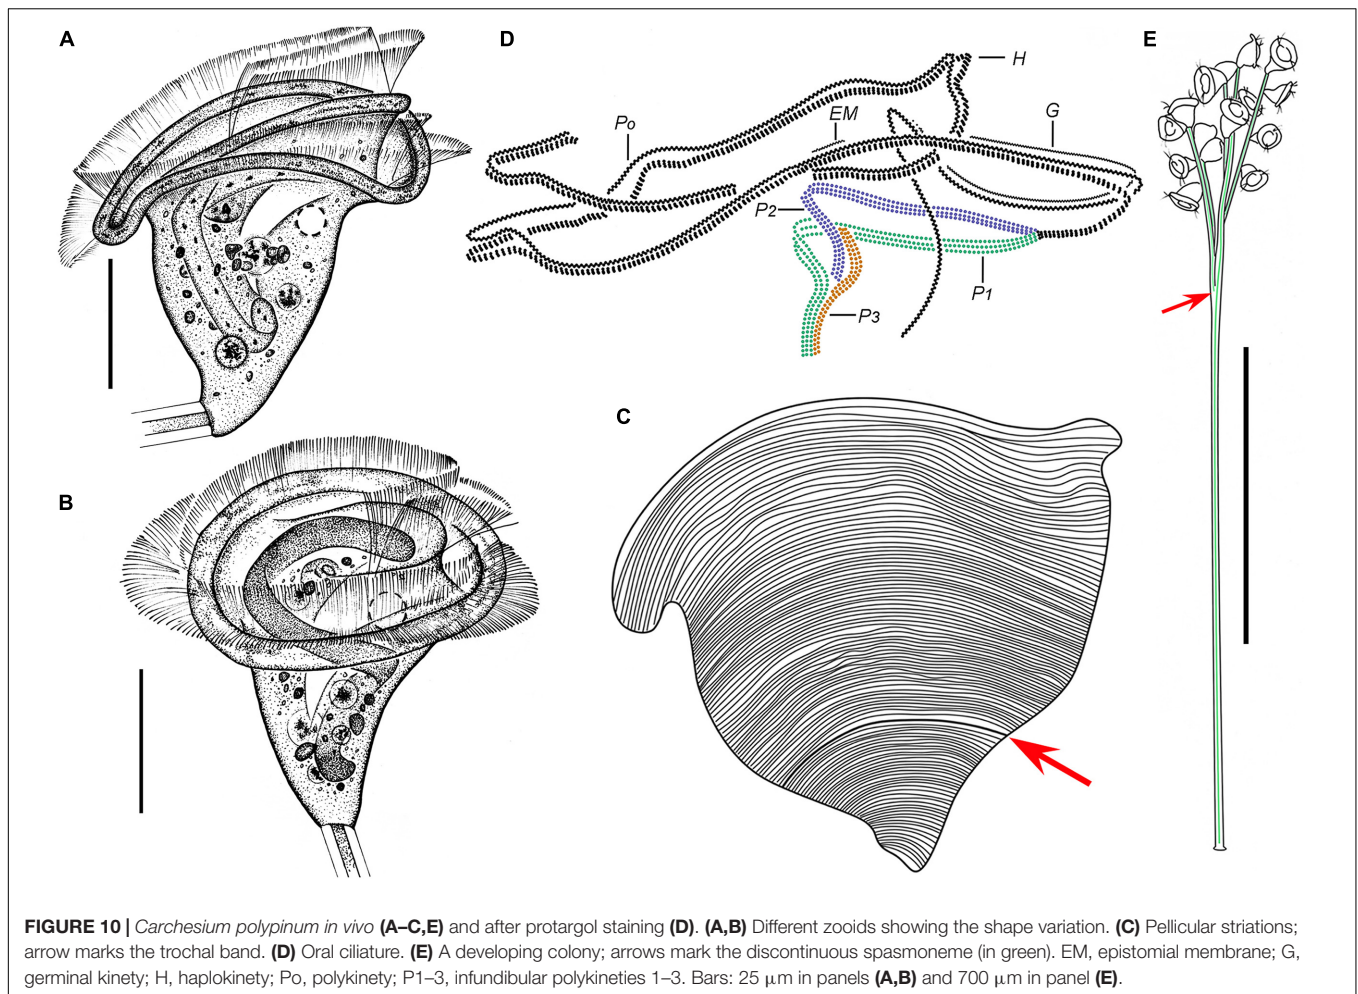 A
D
E
H
Po
EM
G
P2
P1
P3
C
B
FIGURE 10 | Carchesium polypinum in vivo (A–C,E) and after protargol staining (D). (A,B) Different zooids showing the shape variation. (C) Pellicular striations;
arrow marks the trochal band. (D) Oral ciliature. (E) A developing colony; arrows mark the discontinuous spasmoneme (in green). EM, epistomial membrane; G,
germinal kinety; H, haplokinety; Po, polykinety; P1–3, infundibular polykineties 1–3. Bars: 25 μm in panels (A,B) and 700 μm in panel (E).